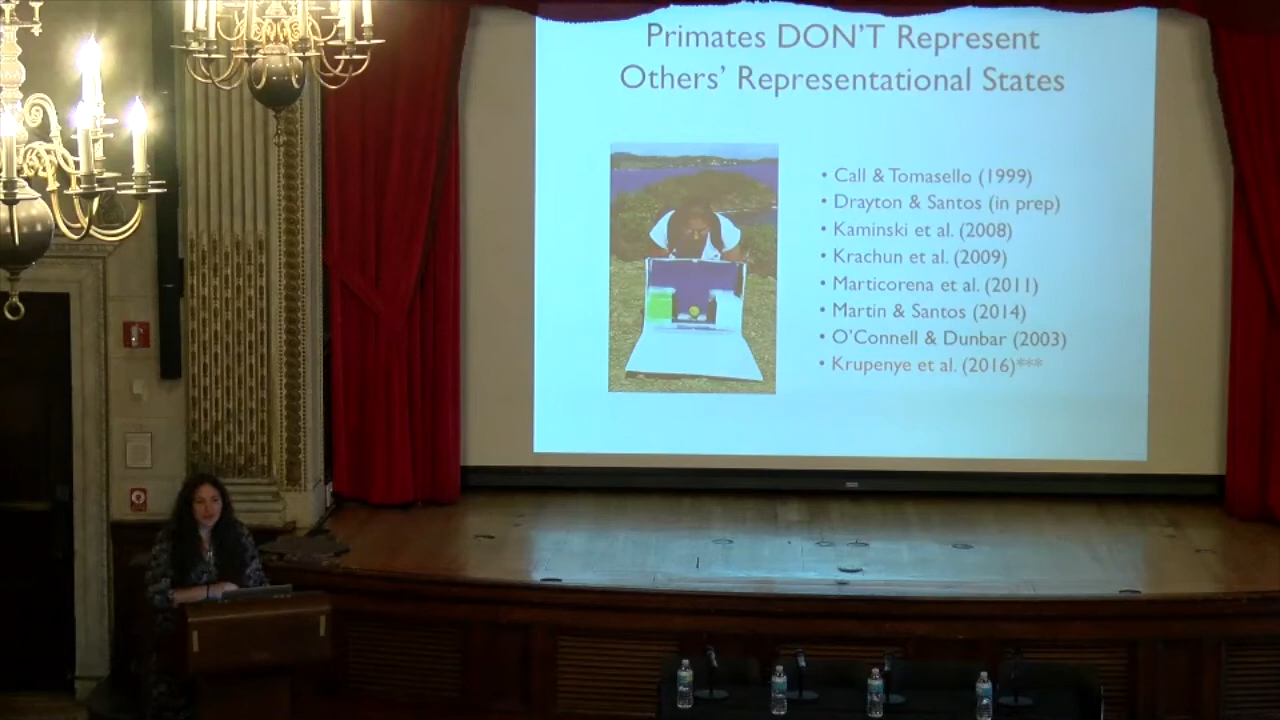 Primates DON'T Represent
Others' Representational States
• Call & Tomasello (1999)
• Drayton & Santos (in prep)
• Kaminski et al. (2008)
• Krachun et al. (2009)
• Marticorena et al. (2011)
• Martin & Santos (2014)
• O'Connell & Dunbar (2003)
• Krupenye et al. (2016)***